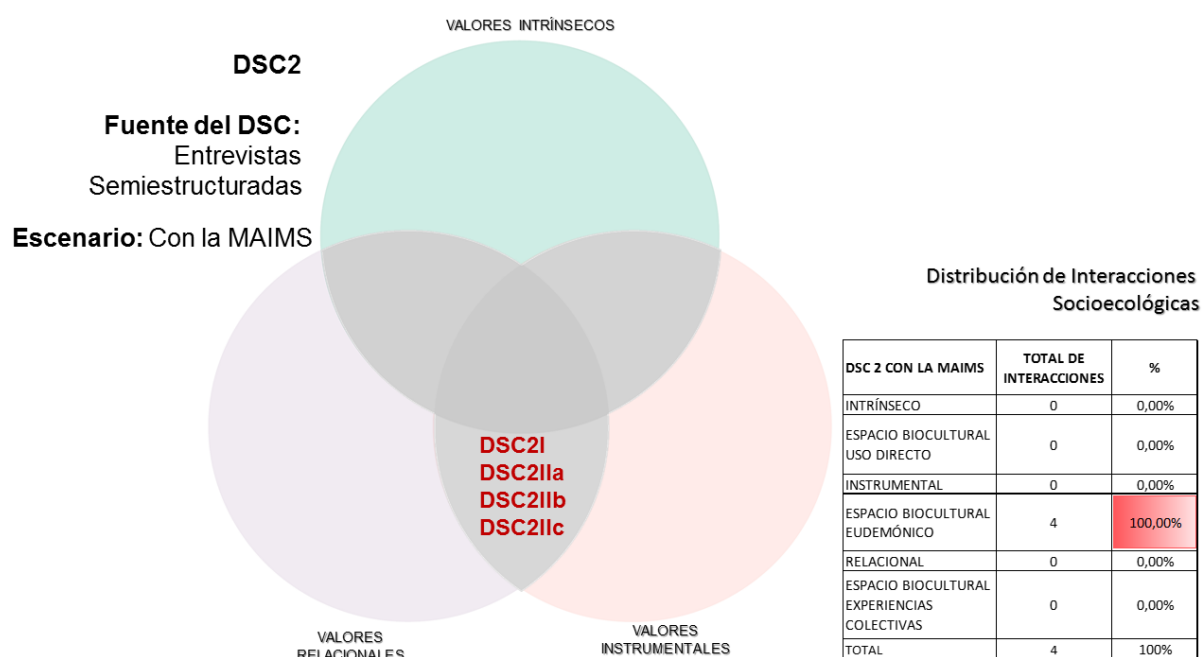 VALORES INTRÌNSECOS
DSC2
Fuente del DSC:
Entrevistas
Semiestructuradas
Escenario: Con la MAIMS
DSC2I
DSC2IIa
DSC2IIb
DSC2IIc
VALORES
RELACIONALES
VALORES
INSTRUMENTALES
Distribución de Interacciones
Socioecológicas
DSC 2 CON LA MAIMS	TOTAL DE INTERACCIONES	%
INTRÍNSECO	0	0,00%
ESPACIO BIOCULTURAL USO DIRECTO	0	0,00%
INSTRUMENTAL	0	0,00%
ESPACIO BIOCULTURAL EUDEMÓNICO	4	100,00%
RELACIONAL	0	0,00%
ESPACIO BIOCULTURAL EXPERIENCIAS COLECTIVAS	0	0,00%
TOTAL	4	100%